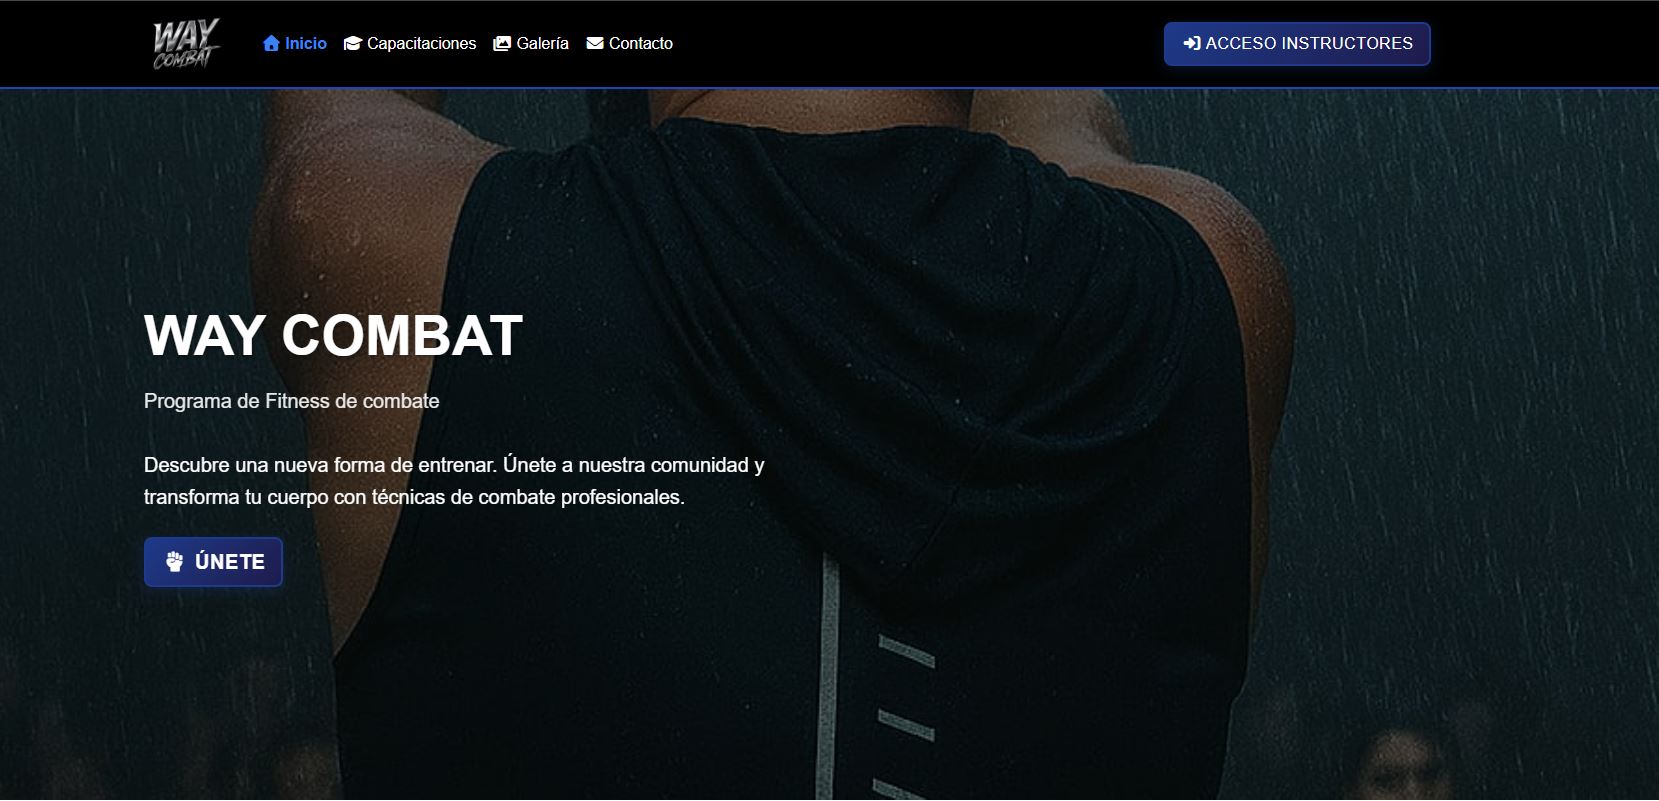 WAY
COMBAT
Inicio
Capacitaciones
Galería
Contacto
ACCESO INSTRUCTORES
WAY COMBAT
Programa de Fitness de combate
Descubre una nueva forma de entrenar. Únete a nuestra comunidad y
transforma tu cuerpo con técnicas de combate profesionales.
ÚNETE